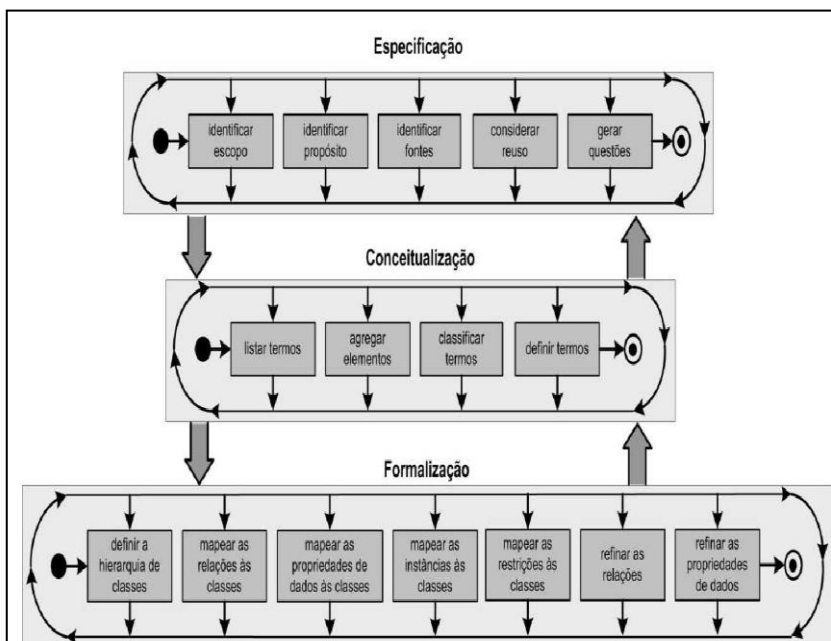 Especificação
identificar
escopo
identificar
propósito
identificar
fontes
considerar
reuso
gerar
questões
Conceitualização
listar termos
agregar
elementos
classificar
termos
definir termos
Formalização
definir a
hierarquia de
classes
mapear as
relações às
classes
mapear as
propriedades de
dados às classes
mapear as
instâncias às
classes
mapear as
restrições às
classes
refinar as
relações
refinar as
propriedades
de dados